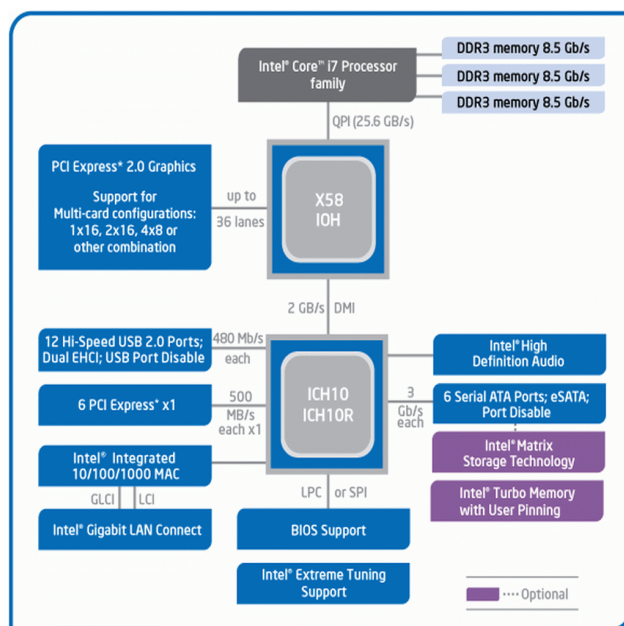 Intel® Core™ i7 Processor
family
DDR3 memory 8.5 Gb/s
DDR3 memory 8.5 Gb/s
DDR3 memory 8.5 Gb/s
QPI (25.6 GB/s)
PCI Express* 2.0 Graphics
Support for
Multi-card configurations:
1x16, 2x16, 4x8 or
other combination
up to
36 lanes
X58
IOH
2 GB/s DMI
12 Hi-Speed USB 2.0 Ports;
Dual EHCI; USB Port Disable
480 Mb/s
each
6 PCI Express* x1
500
MB/s
each x1
Intel® Integrated
10/100/1000 MAC
GLCI LCI
Intel® Gigabit LAN Connect
ICH10
ICH10R
Intel® High
Definition Audio
3
Gb/s
each
6 Serial ATA Ports; eSATA;
Port Disable
Intel® Matrix
Storage Technology
Intel® Turbo Memory
with User Pinning
LPC or SPI
BIOS Support
Intel® Extreme Tuning
Support
Optional